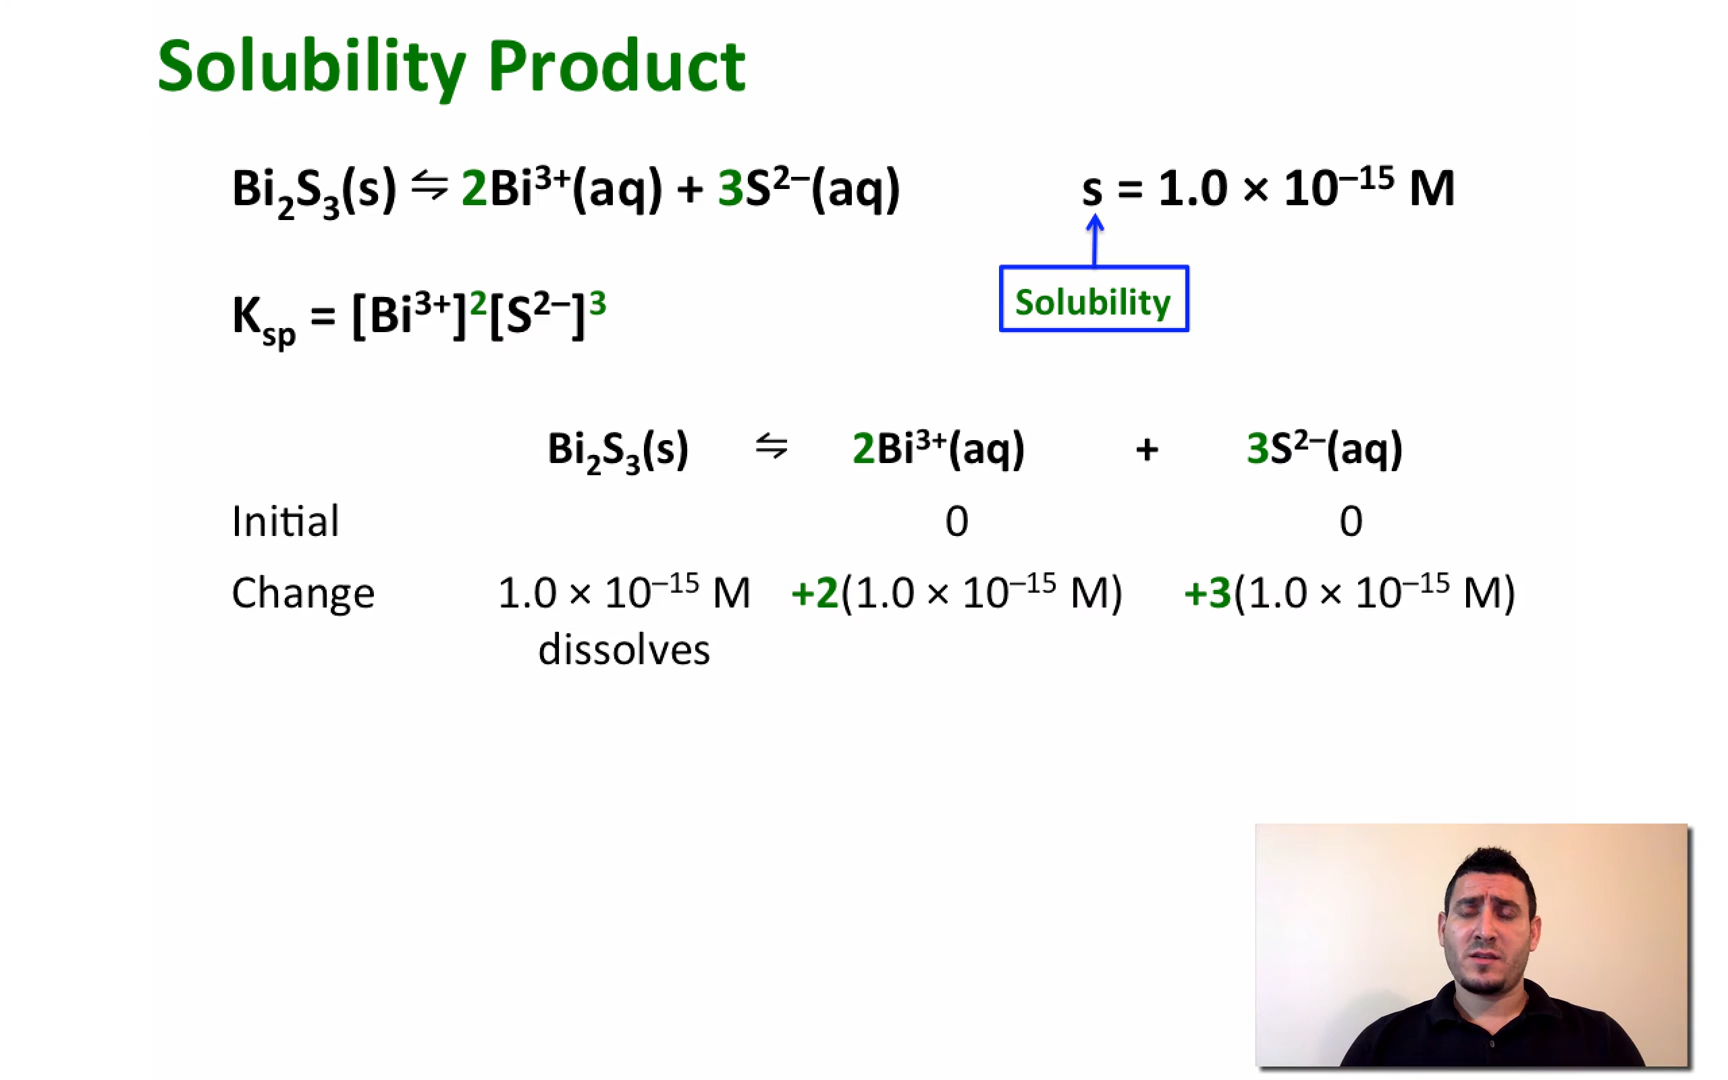 Solubility Product
Bi₂S₃(s) ⇋ 2Bi³⁺(aq) + 3S²⁻(aq) s = 1.0 × 10⁻¹⁵ M
Solubility
Kₛₚ = [Bi³⁺]²[S²⁻]³
Bi₂S₃(s) ⇋ 2Bi³⁺(aq) + 3S²⁻(aq)
Initial 0 0
Change 1.0 × 10⁻¹⁵ M +2(1.0 × 10⁻¹⁵ M) +3(1.0 × 10⁻¹⁵ M)
dissolves